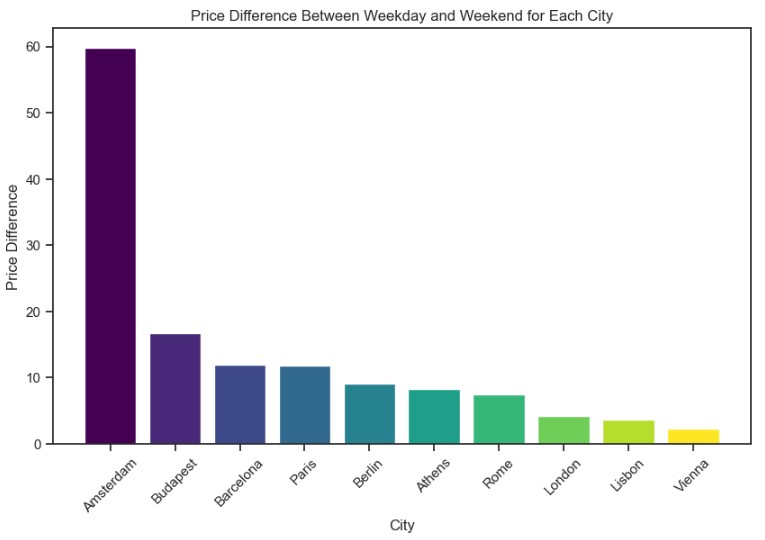 Price Difference Between Weekday and Weekend for Each City
Price Difference
60
50
40
30
20
10
0
Amsterdam
Budapest
Barcelona
Paris
Berlin
Athens
Rome
London
Lisbon
Vienna
City